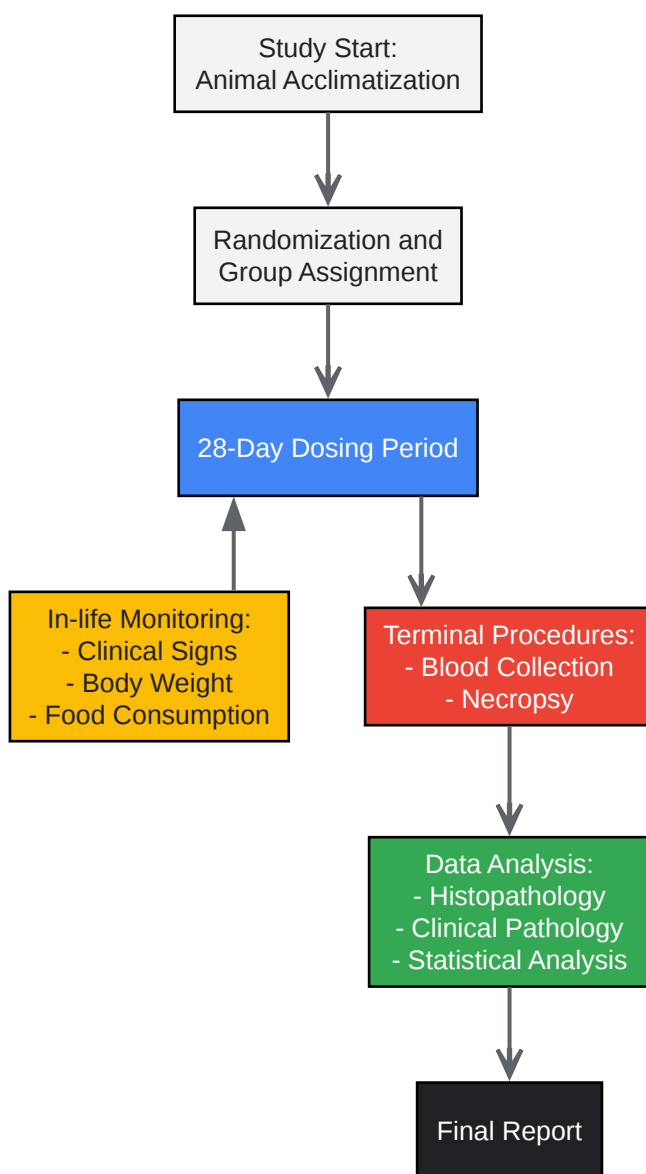 Study Start:
Animal Acclimatization
Randomization and
Group Assignment
28-Day Dosing Period
In-life Monitoring:
- Clinical Signs
- Body Weight
- Food Consumption
Terminal Procedures:
- Blood Collection
- Necropsy
Data Analysis:
- Histopathology
- Clinical Pathology
- Statistical Analysis
Final Report